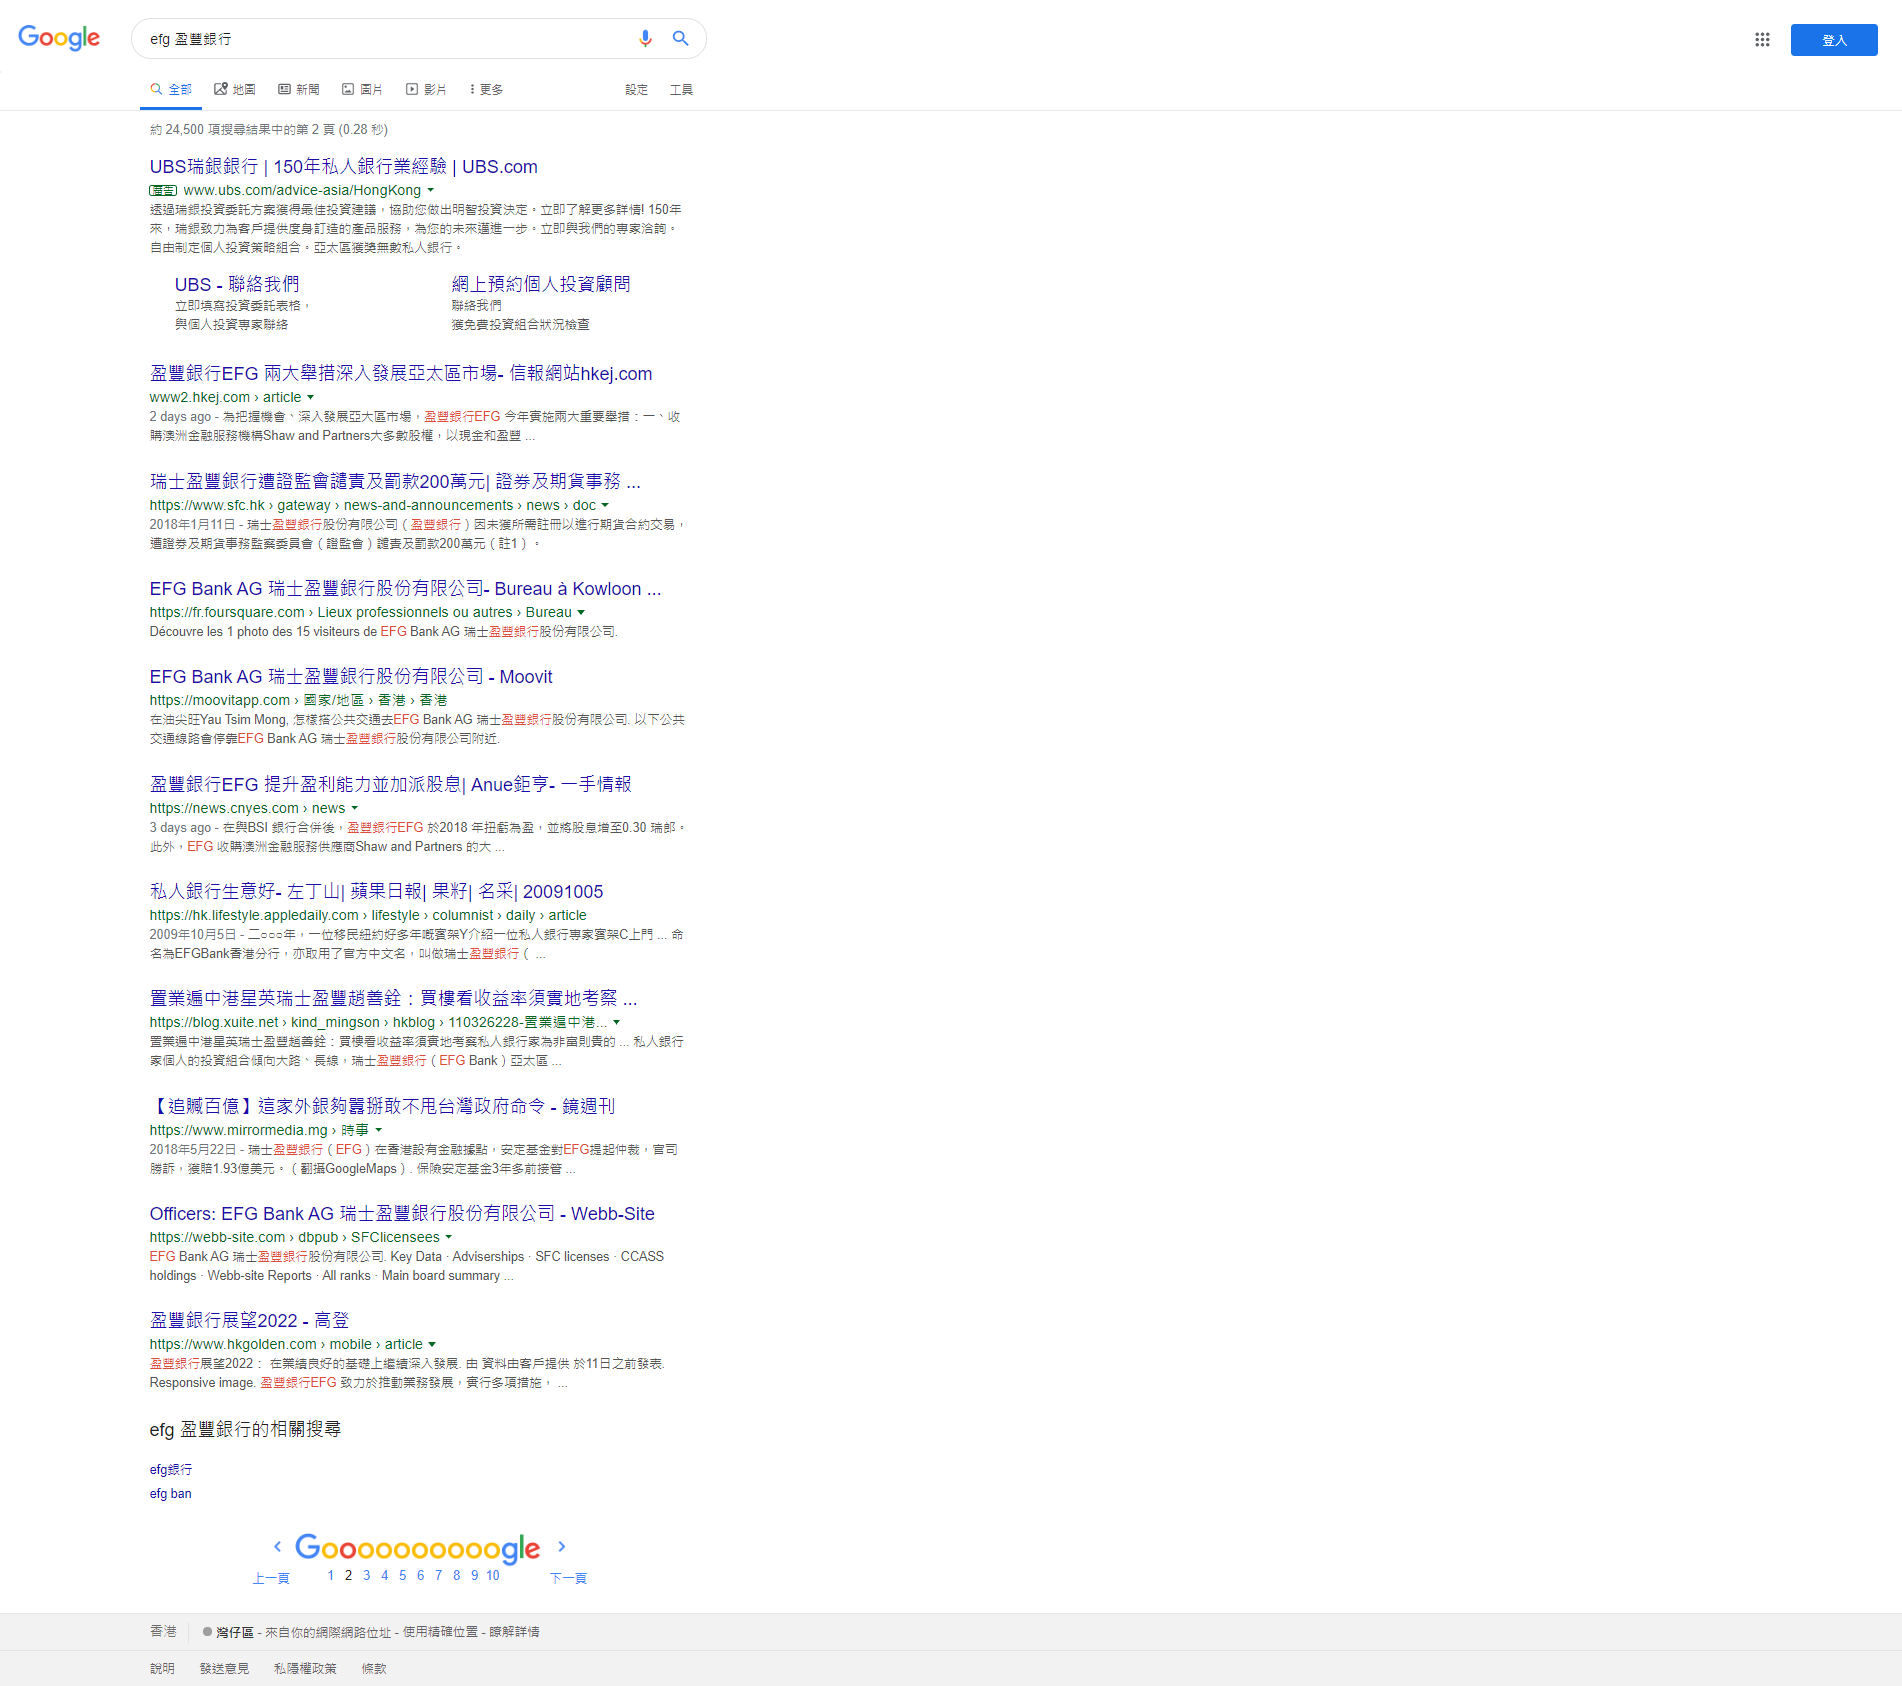 Google
efg 盈豐銀行
登入
全部 地圖 新聞 圖片 影片 更多 設定 工具
約 24,500 項搜尋結果中的第 2 頁 (0.28 秒)
UBS瑞銀銀行 | 150年私人銀行業經驗 | UBS.com
廣告 www.ubs.com/advice-asia/HongKong
透過瑞銀投資委託方案獲得最佳投資建議，協助您做出明智投資決定。立即了解更多詳情! 150年
來，瑞銀致力為客戶提供度身訂造的產品服務，為您的未來邁進一步。立即與我們的專家洽詢。
自由制定個人投資策略組合。亞太區獲獎無數私人銀行。
UBS - 聯絡我們
立即填寫投資委託表格，
與個人投資專家聯絡
網上預約個人投資顧問
聯絡我們
獲免費投資組合狀況檢查
盈豐銀行EFG 兩大舉措深入發展亞太區市場- 信報網站hkej.com
www2.hkej.com › article
2 days ago - 為把握機會、深入發展亞太區市場，盈豐銀行EFG 今年實施兩大重要舉措：一、收
購澳洲金融服務機構Shaw and Partners大多數股權，以現金和盈豐 ...
瑞士盈豐銀行遭證監會譴責及罰款200萬元| 證券及期貨事務 ...
https://www.sfc.hk › gateway › news-and-announcements › news › doc
2018年1月11日 - 瑞士盈豐銀行股份有限公司（盈豐銀行）因未獲所需註冊以進行期貨合約交易，
遭證券及期貨事務監察委員會（證監會）譴責及罰款200萬元（註1）。
EFG Bank AG 瑞士盈豐銀行股份有限公司- Bureau à Kowloon ...
https://fr.foursquare.com › Lieux professionnels ou autres › Bureau
Découvre les 1 photo des 15 visiteurs de EFG Bank AG 瑞士盈豐銀行股份有限公司.
EFG Bank AG 瑞士盈豐銀行股份有限公司 - Moovit
https://moovitapp.com › 國家/地區 › 香港 › 香港
在油尖旺Yau Tsim Mong, 怎樣搭公共交通去EFG Bank AG 瑞士盈豐銀行股份有限公司. 以下公共
交通線路會停靠EFG Bank AG 瑞士盈豐銀行股份有限公司附近.
盈豐銀行EFG 提升盈利能力並加派股息| Anue鉅亨- 一手情報
https://news.cnyes.com › news
3 days ago - 在與BSI 銀行合併後，盈豐銀行EFG 於2018 年扭虧為盈，並將股息增至0.30 瑞郎。
此外，EFG 收購澳洲金融服務供應商Shaw and Partners 的大 ...
私人銀行生意好- 左丁山| 蘋果日報| 果籽| 名采| 20091005
https://hk.lifestyle.appledaily.com › lifestyle › columnist › daily › article
2009年10月5日 - 二○○○年，一位移民紐約好多年嘅賓架Y介紹一位私人銀行專家賓架C上門 ... 命
名為EFGBank香港分行，亦取用了官方中文名，叫做瑞士盈豐銀行（ ...
置業遍中港星英瑞士盈豐趙善銓：買樓看收益率須實地考察 ...
https://blog.xuite.net › kind_mingson › hkblog › 110326228-置業遍中港...
置業遍中港星英瑞士盈豐趙善銓：買樓看收益率須實地考察私人銀行家為非富則貴的 ... 私人銀行
家個人的投資組合傾向大路、長線，瑞士盈豐銀行（EFG Bank）亞太區 ...
【追贓百億】這家外銀夠囂掰敢不甩台灣政府命令 - 鏡週刊
https://www.mirrormedia.mg › 時事
2018年5月22日 - 瑞士盈豐銀行（EFG）在香港設有金融據點，安定基金對EFG提起仲裁，官司
勝訴，獲賠1.93億美元。（翻攝GoogleMaps）. 保險安定基金3年多前接管 ...
Officers: EFG Bank AG 瑞士盈豐銀行股份有限公司 - Webb-Site
https://webb-site.com › dbpub › SFClicensees
EFG Bank AG 瑞士盈豐銀行股份有限公司. Key Data · Adviserships · SFC licenses · CCASS
holdings · Webb-site Reports · All ranks · Main board summary ...
盈豐銀行展望2022 - 高登
https://www.hkgolden.com › mobile › article
盈豐銀行展望2022： 在業績良好的基礎上繼續深入發展. 由 資料由客戶提供 於11日之前發表.
Responsive image. 盈豐銀行EFG 致力於推動業務發展，實行多項措施， ...
efg 盈豐銀行的相關搜尋
efg銀行
efg ban
Goooooooooogle
上一頁 1 2 3 4 5 6 7 8 9 10 下一頁
香港 灣仔區 - 來自你的網際網路位址 - 使用精確位置 - 瞭解詳情
說明 發送意見 私隱權政策 條款